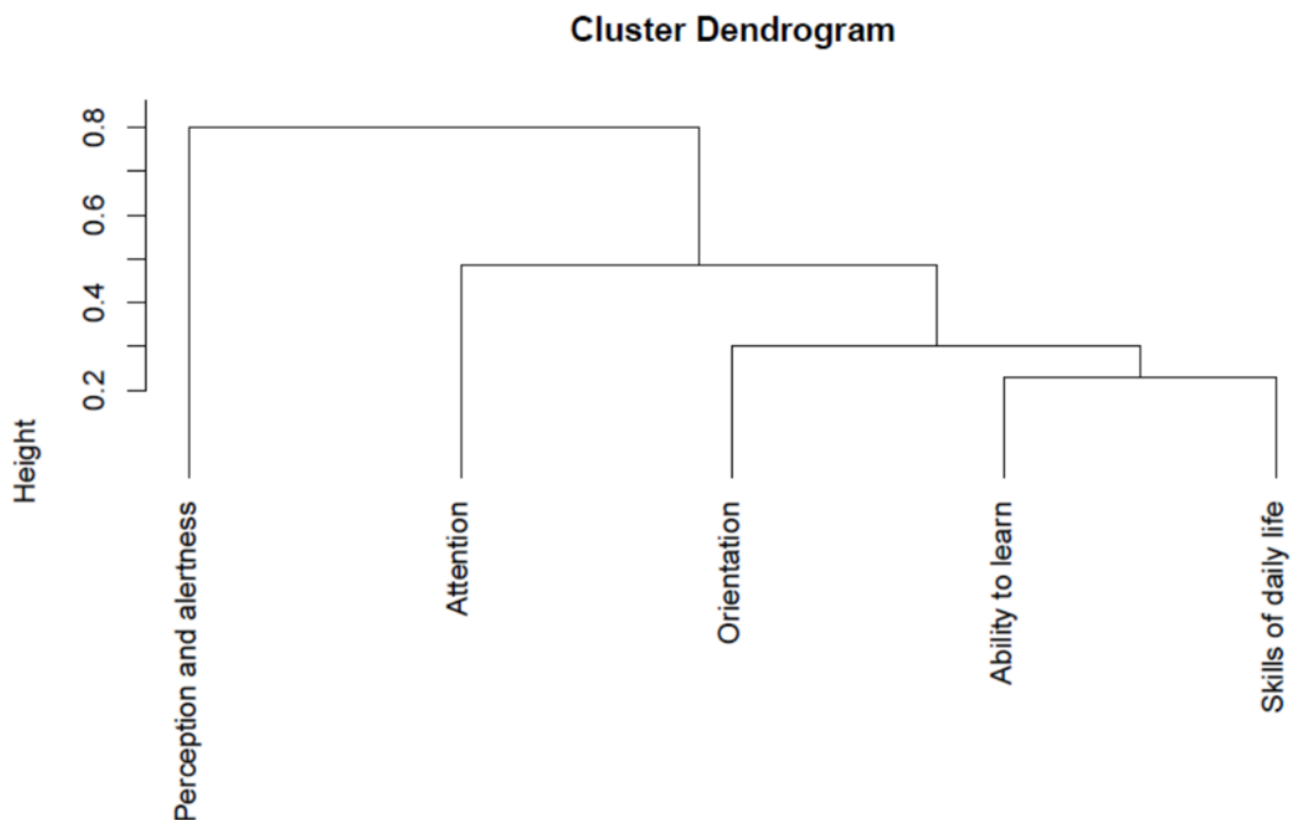 Cluster Dendrogram
0.8
0.6
0.4
0.2
Height
Perception and alertness
Attention
Orientation
Ability to learn
Skills of daily life